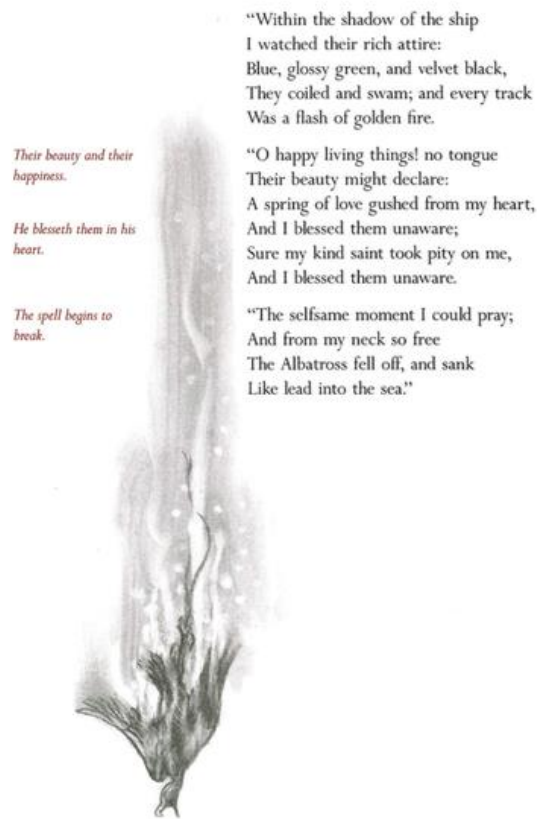 “Within the shadow of the ship
I watched their rich attire:
Blue, glossy green, and velvet black,
They coiled and swam; and every track
Was a flash of golden fire.
Their beauty and their
happiness.
“O happy living things! no tongue
Their beauty might declare:
A spring of love gushed from my heart,
He blesseth them in his
heart.
And I blessed them unaware;
Sure my kind saint took pity on me,
And I blessed them unaware.
The spell begins to
break.
“The selfsame moment I could pray;
And from my neck so free
The Albatross fell off, and sank
Like lead into the sea.”